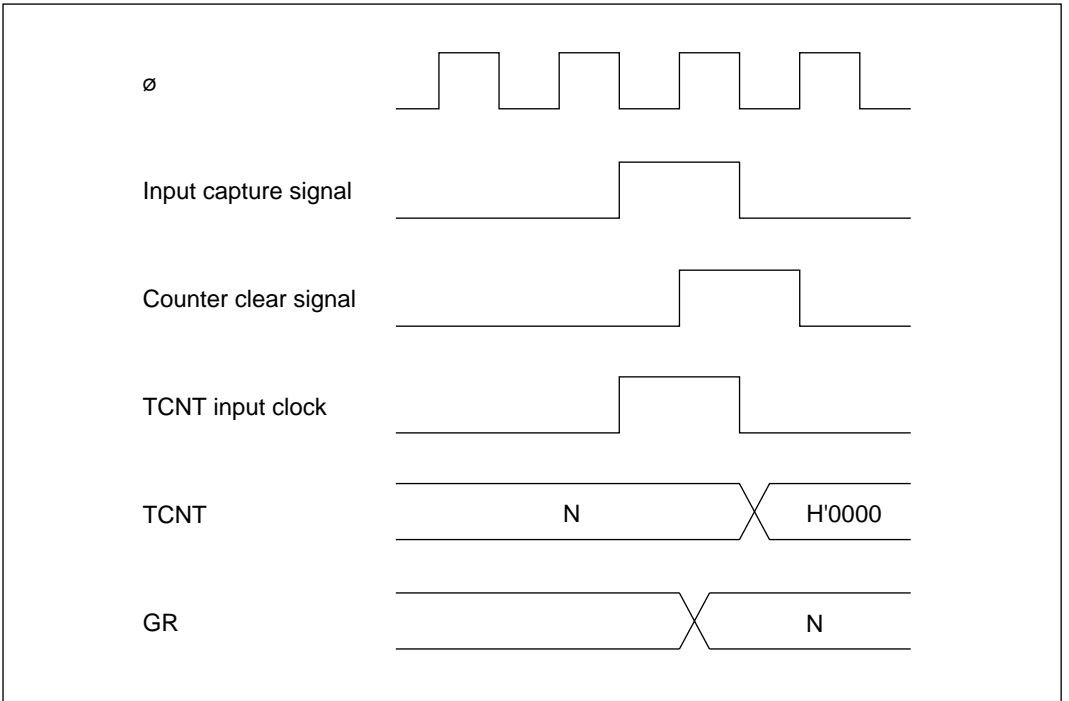 ø
Input capture signal
Counter clear signal
TCNT input clock
TCNT
N
H'0000
GR
N